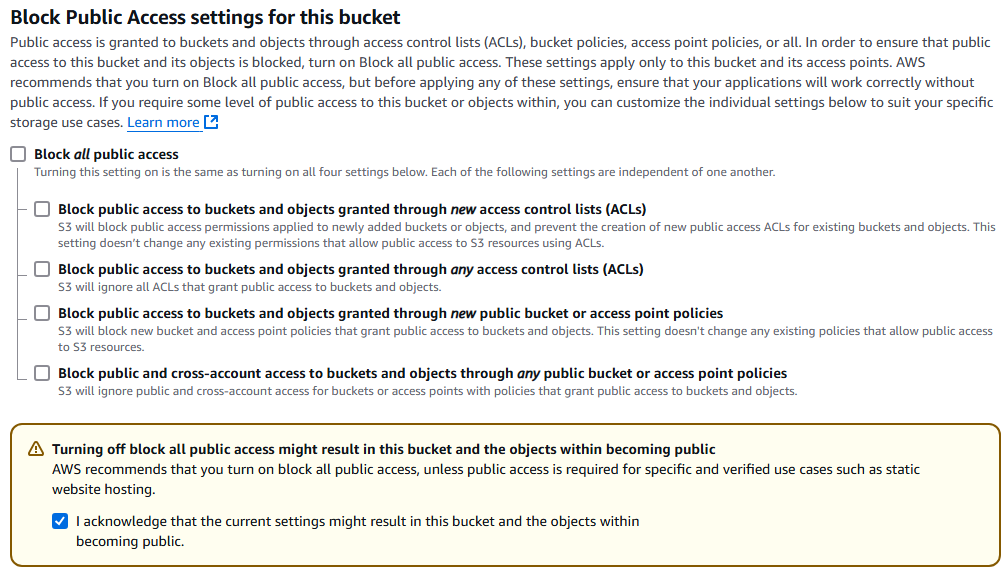 Block Public Access settings for this bucket
Public access is granted to buckets and objects through access control lists (ACLs), bucket policies, access point policies, or all. In order to ensure that public
access to this bucket and its objects is blocked, turn on Block all public access. These settings apply only to this bucket and its access points. AWS
recommends that you turn on Block all public access, but before applying any of these settings, ensure that your applications will work correctly without
public access. If you require some level of public access to this bucket or objects within, you can customize the individual settings below to suit your specific
storage use cases. Learn more
Block all public access
Turning this setting on is the same as turning on all four settings below. Each of the following settings are independent of one another.
Block public access to buckets and objects granted through new access control lists (ACLs)
S3 will block public access permissions applied to newly added buckets or objects, and prevent the creation of new public access ACLs for existing buckets and objects. This
setting doesn't change any existing permissions that allow public access to S3 resources using ACLs.
Block public access to buckets and objects granted through any access control lists (ACLs)
S3 will ignore all ACLs that grant public access to buckets and objects.
Block public access to buckets and objects granted through new public bucket or access point policies
S3 will block new bucket and access point policies that grant public access to buckets and objects. This setting doesn't change any existing policies that allow public access
to S3 resources.
Block public and cross-account access to buckets and objects through any public bucket or access point policies
S3 will ignore public and cross-account access for buckets or access points with policies that grant public access to buckets and objects.
Turning off block all public access might result in this bucket and the objects within becoming public
AWS recommends that you turn on block all public access, unless public access is required for specific and verified use cases such as static
website hosting.
I acknowledge that the current settings might result in this bucket and the objects within
becoming public.